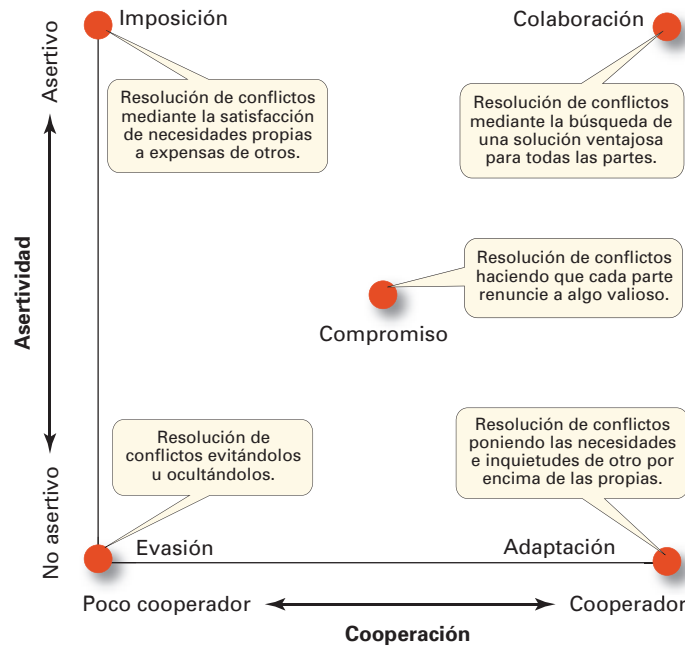 Imposición
Colaboración
Asertivo
Resolución de conflictos
mediante la satisfacción
de necesidades propias
a expensas de otros.
Resolución de conflictos
mediante la búsqueda de
una solución ventajosa
para todas las partes.
Asertividad
Resolución de conflictos
haciendo que cada parte
renuncie a algo valioso.
Compromiso
Resolución de
conflictos evitándolos
u ocultándolos.
Resolución de conflictos
poniendo las necesidades
e inquietudes de otro por
encima de las propias.
No asertivo
Evasión
Adaptación
Poco cooperador
Cooperador
Cooperación